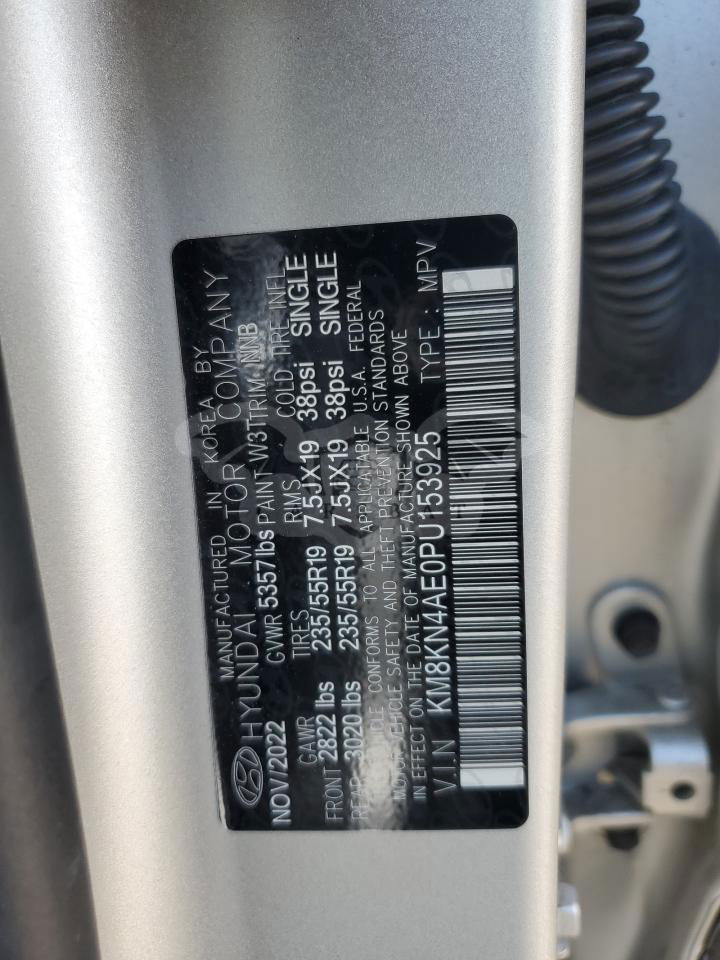 MANUFACTURED IN KOREA BY
HYUNDAI MOTOR COMPANY
NOV/2022 GVWR 5357lbs PAINT W3T TRIM NNB
GAWR TIRES RIMS COLD TIRE INFL
FRONT 2822 lbs 235/55R19 7.5JX19 38psi SINGLE
REAR 3020 lbs 235/55R19 7.5JX19 38psi SINGLE
VEHICLE CONFORMS TO ALL APPLICABLE U.S.A. FEDERAL
MOTOR VEHICLE SAFETY AND THEFT PREVENTION STANDARDS
IN EFFECT ON THE DATE OF MANUFACTURE SHOWN ABOVE
V.I.N KM8KN4AE0PU153925 TYPE : MPV